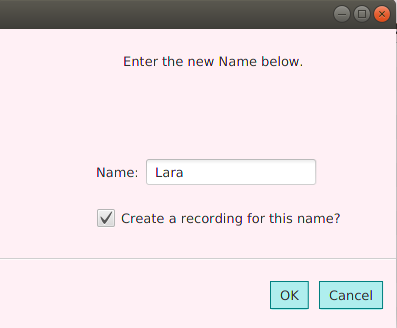 Enter the new Name below.
Name: Lara
Create a recording for this name?
OK Cancel